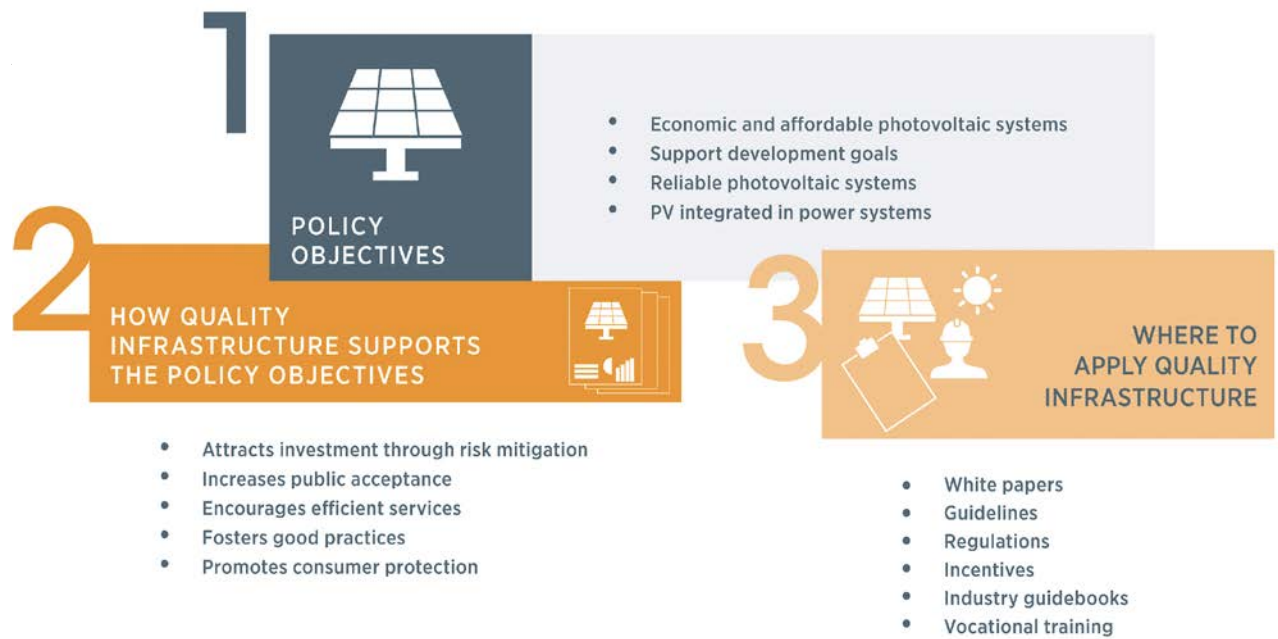 1
POLICY
OBJECTIVES
• Economic and affordable photovoltaic systems
• Support development goals
• Reliable photovoltaic systems
• PV integrated in power systems
2
HOW QUALITY
INFRASTRUCTURE SUPPORTS
THE POLICY OBJECTIVES
• Attracts investment through risk mitigation
• Increases public acceptance
• Encourages efficient services
• Fosters good practices
• Promotes consumer protection
3
WHERE TO
APPLY QUALITY
INFRASTRUCTURE
• White papers
• Guidelines
• Regulations
• Incentives
• Industry guidebooks
• Vocational training